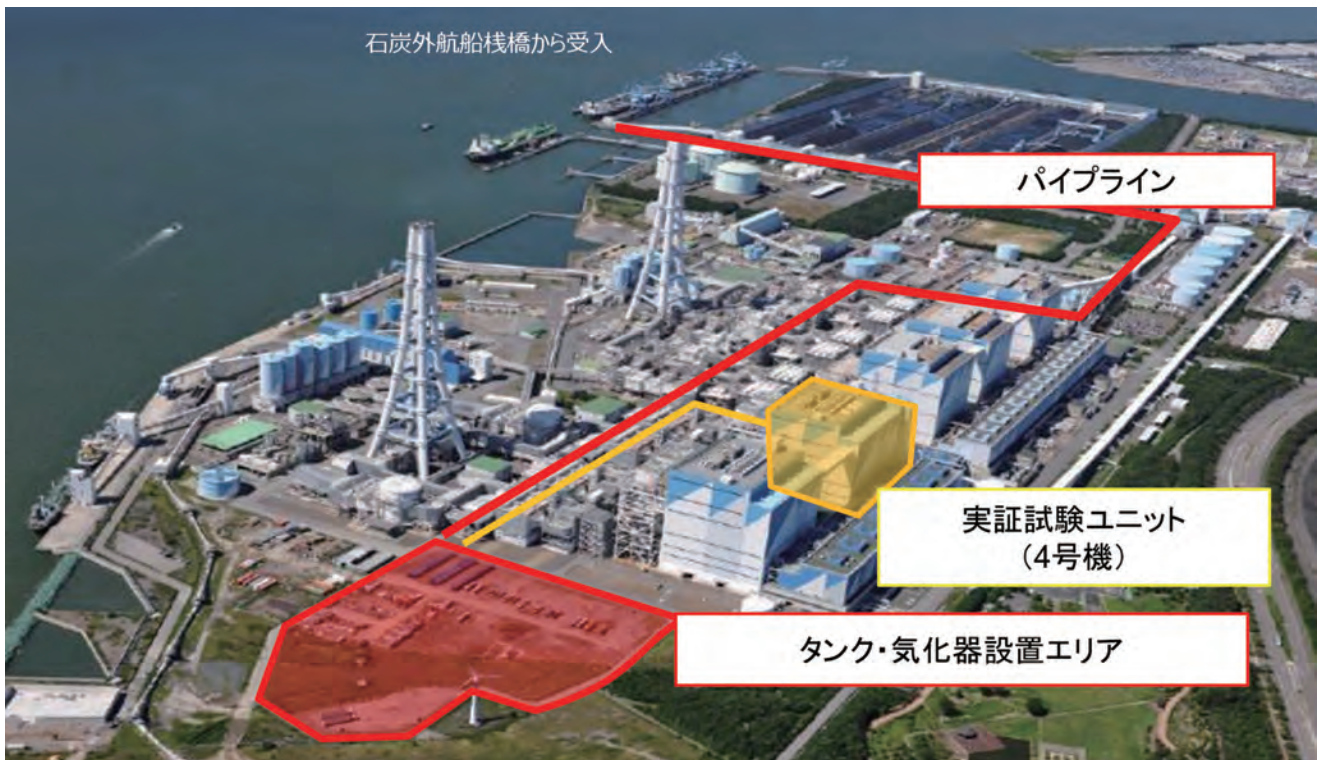 石炭外航船桟橋から受入
パイプライン
実証試験ユニット
(4号機)
タンク・気化器設置エリア